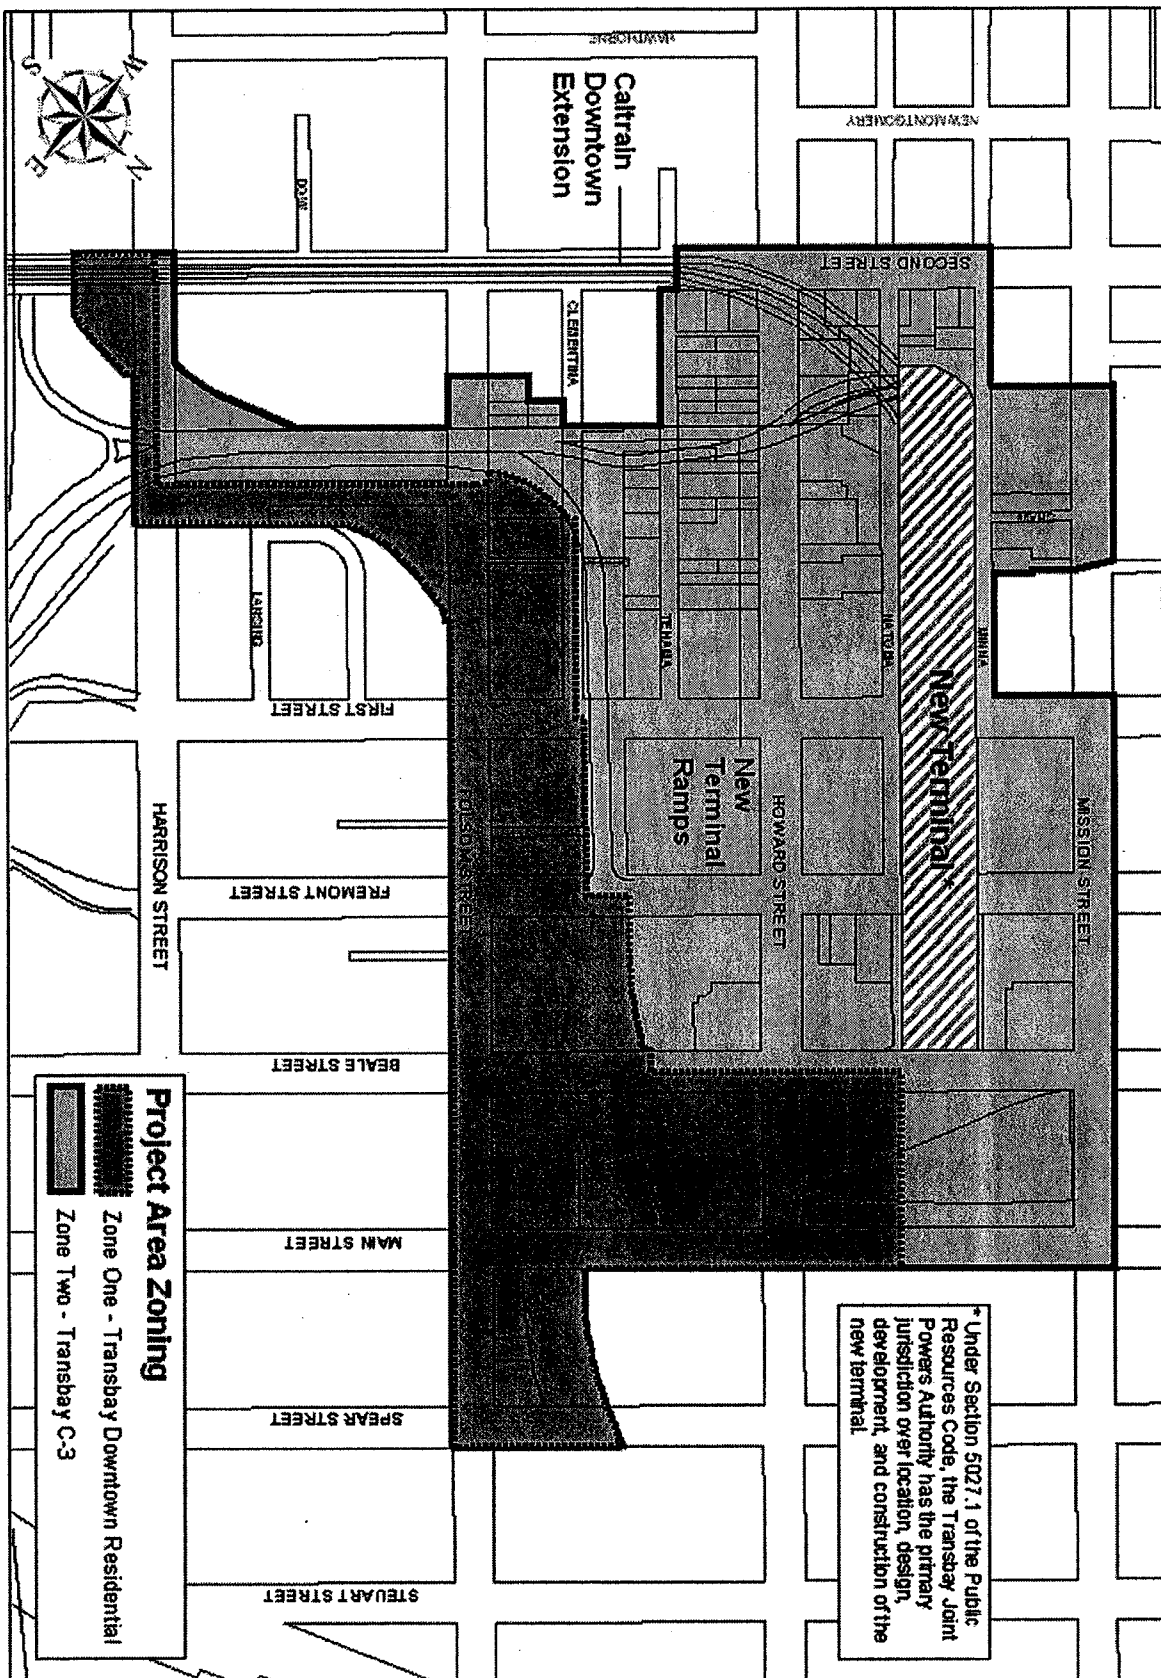 HAWTHORNE
NEW MONTGOMERY
Caltrain
Downtown
Extension
W
S
N
E
DOW
SECOND STREET
CLEMENTINA
TEHAMA
NATOMA
MINNA
SHAW
LANSING
New Terminal*
New
Terminal
Ramps
FIRST STREET
MISSION STREET
HOWARD STREET
FOLSOM STREET
HARRISON STREET
FREMONT STREET
BEALE STREET
MAIN STREET
SPEAR STREET
STEUART STREET
Project Area Zoning
Zone One - Transbay Downtown Residential
Zone Two - Transbay C-3
* Under Section 5027.1 of the Public
Resources Code, the Transbay Joint
Powers Authority has the primary
jurisdiction over location, design,
development, and construction of the
new terminal.